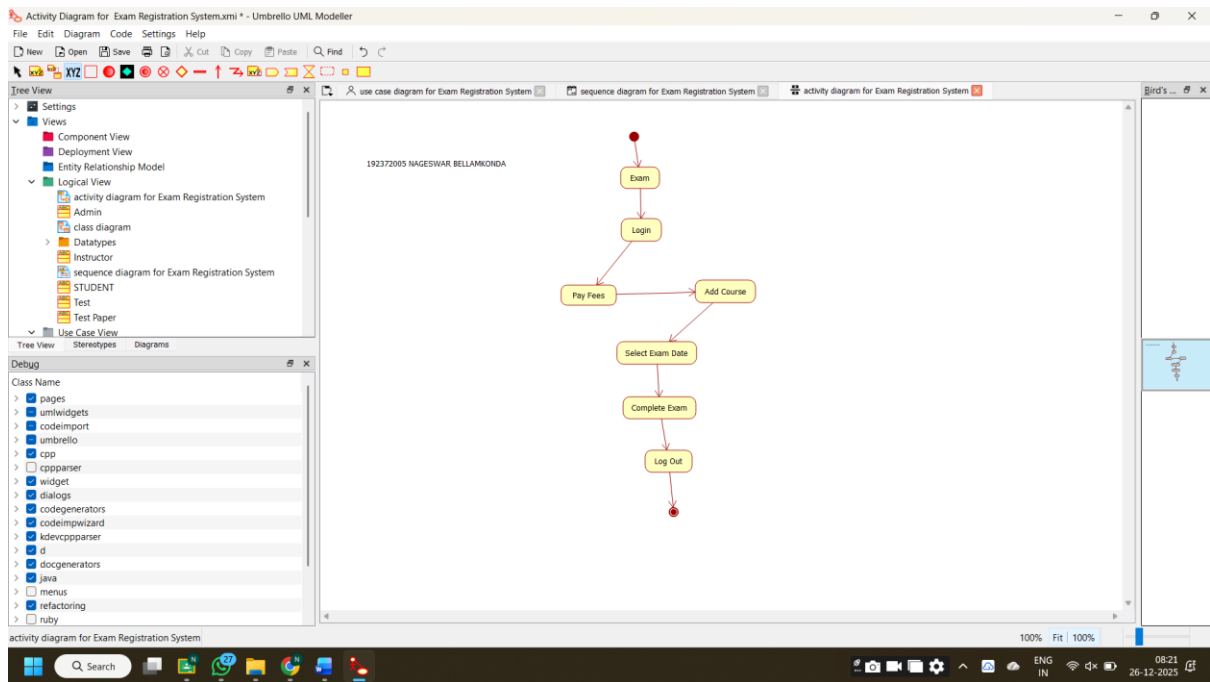 Activity Diagram for Exam Registration System.xmi * - Umbrello UML Modeller
File Edit Diagram Code Settings Help
New Open Save Cut Copy Paste Find
XYZ
Tree View
Bird's ...
use case diagram for Exam Registration System
sequence diagram for Exam Registration System
activity diagram for Exam Registration System
Settings
Views
Component View
Deployment View
Entity Relationship Model
Logical View
activity diagram for Exam Registration System
Admin
class diagram
Datatypes
Instructor
sequence diagram for Exam Registration System
STUDENT
Test
Test Paper
Use Case View
Tree View Stereotypes Diagrams
Debug
Class Name
pages
umlwidgets
codeimport
umbrello
cpp
cppparser
widget
dialogs
codegenerators
codeimpwizard
kdevcppparser
d
docgenerators
java
menus
refactoring
ruby
192372005 NAGESWAR BELLAMKONDA
Exam
Login
Pay Fees
Add Course
Select Exam Date
Complete Exam
Log Out
activity diagram for Exam Registration System
100% Fit 100%
Search
27
ENG
IN
08:21
26-12-2025